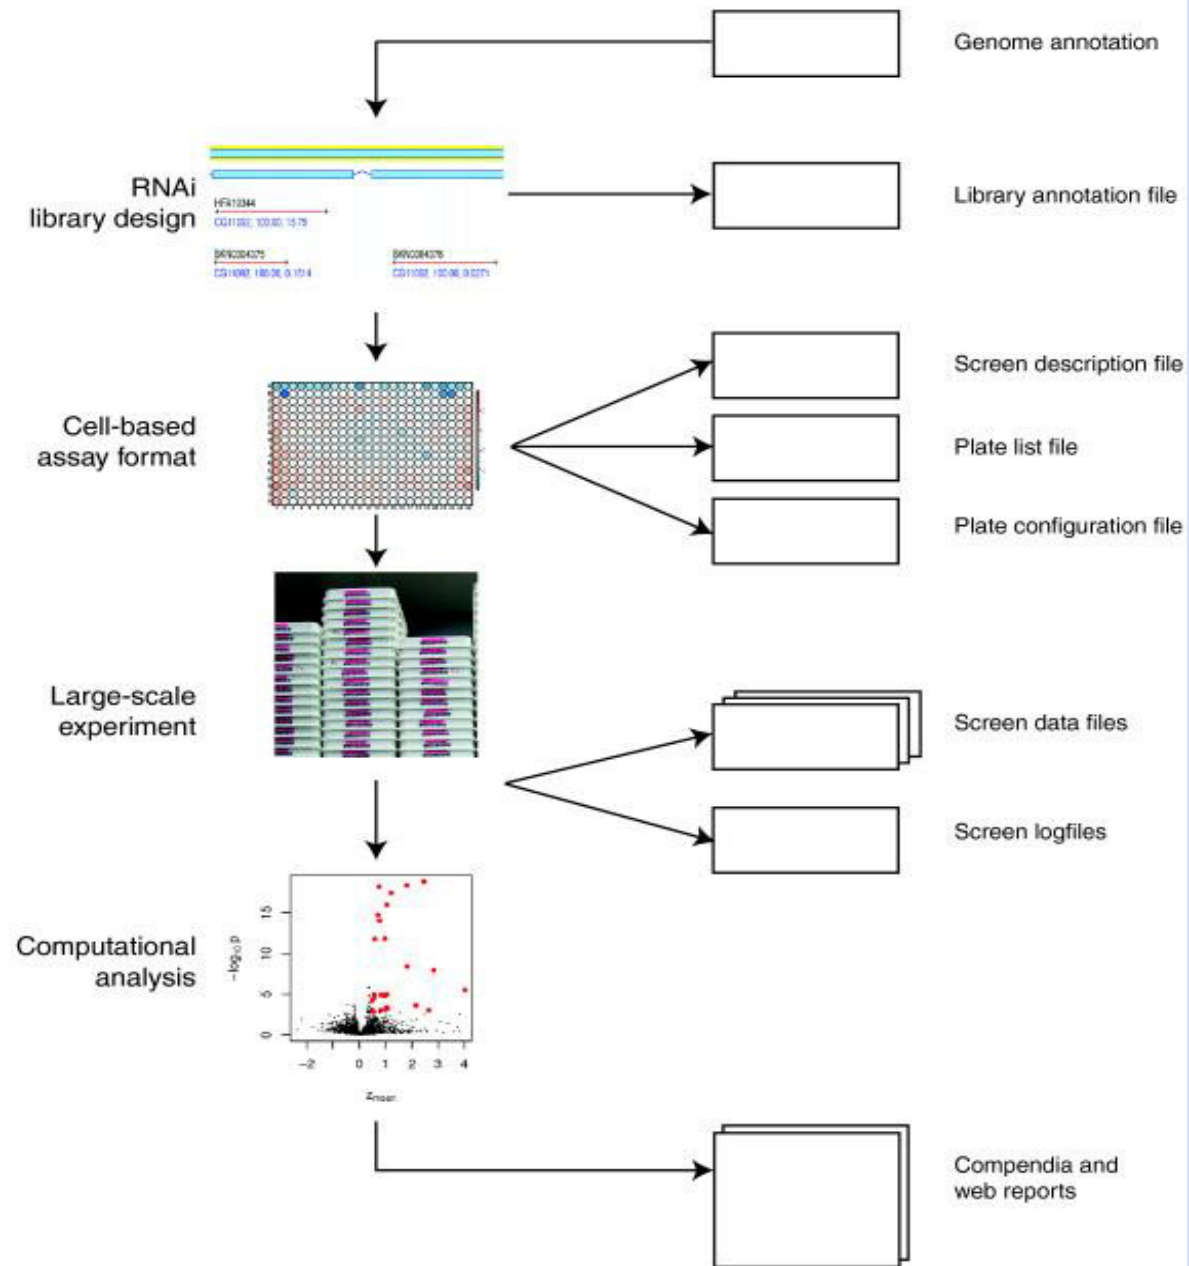 Genome annotation
RNAi
library design
Library annotation file
HFA10344
Cell-based
assay format
Screen description file
Plate list file
Plate configuration file
Large-scale
experiment
Screen data files
Screen logfiles
Computational
analysis
-log10 p
15
10
5
0
-2 0 1 2 3 4
Compendia and
web reports